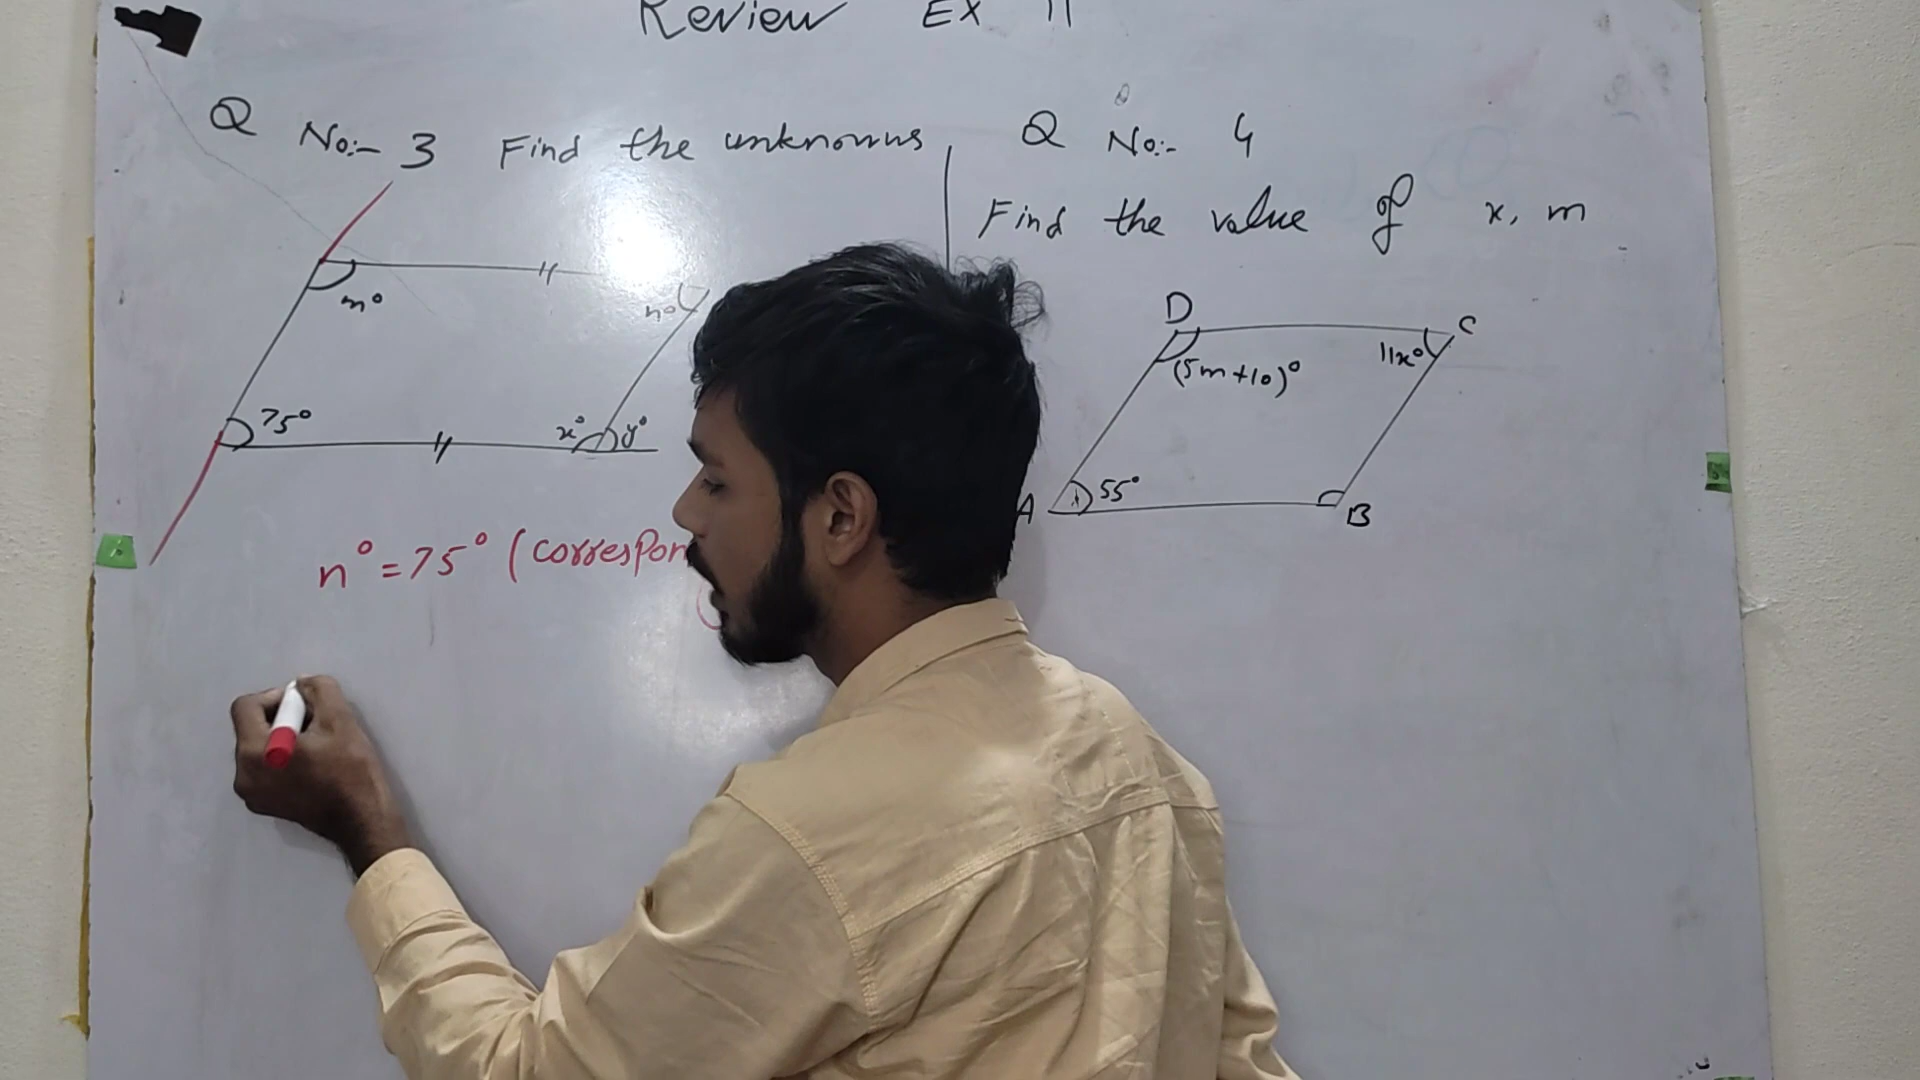 Review EX 11
Q No:- 3 Find the unknowns
m°
n°
75°
x° y°
n° = 75° (correspon
Q No:- 4
Find the value of x, m
D
C
(5m+10)°
11x°
A
55°
B